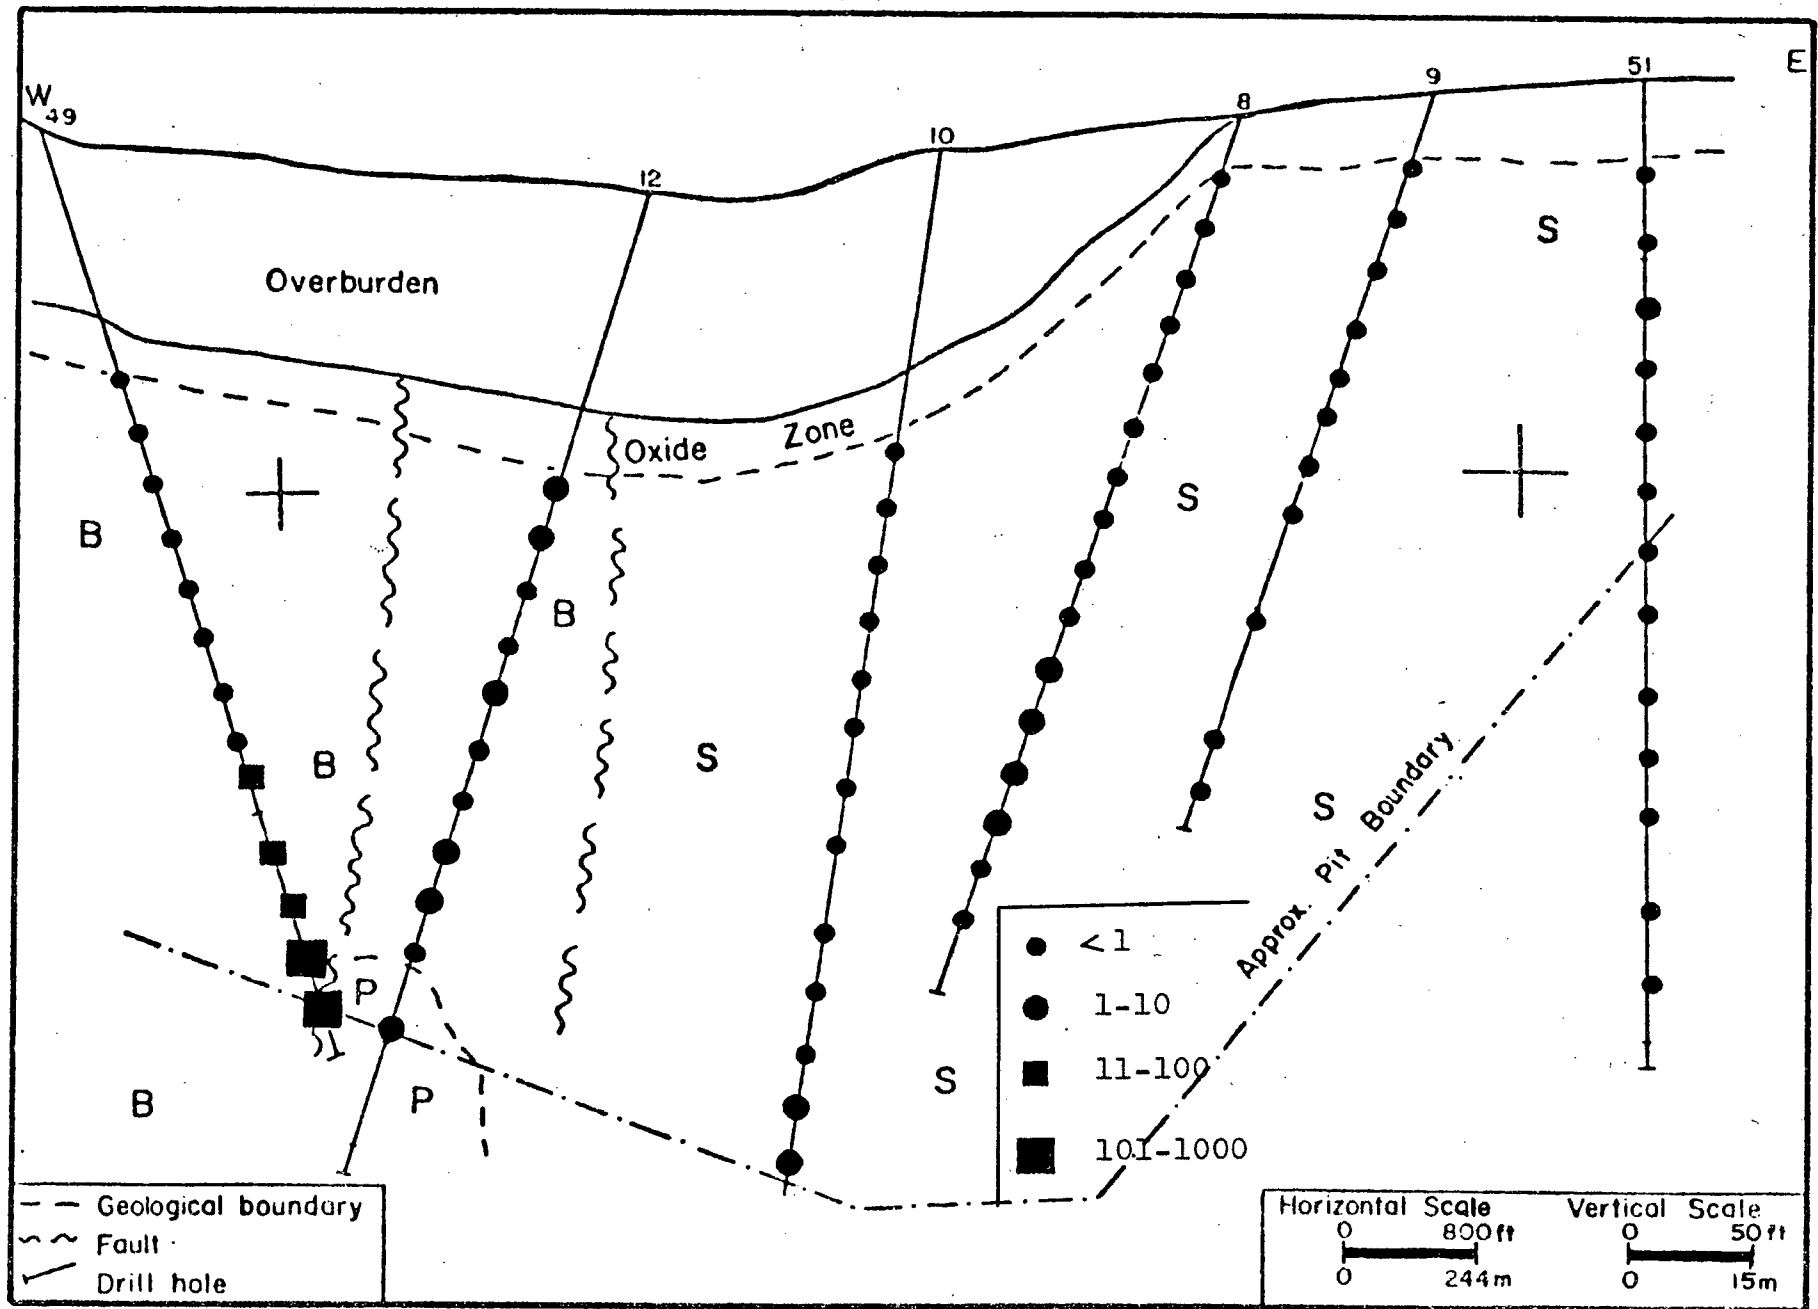 W
E
49
12
10
8
9
51
Overburden
Oxide Zone
S
B
S
B
B
S
S
Approx. Pit Boundary
P
S
B
P
<1
1-10
11-100
101-1000
Geological boundary
Fault
Drill hole
Horizontal Scale
0 800ft
0 244m
Vertical Scale
0 50ft
0 15m